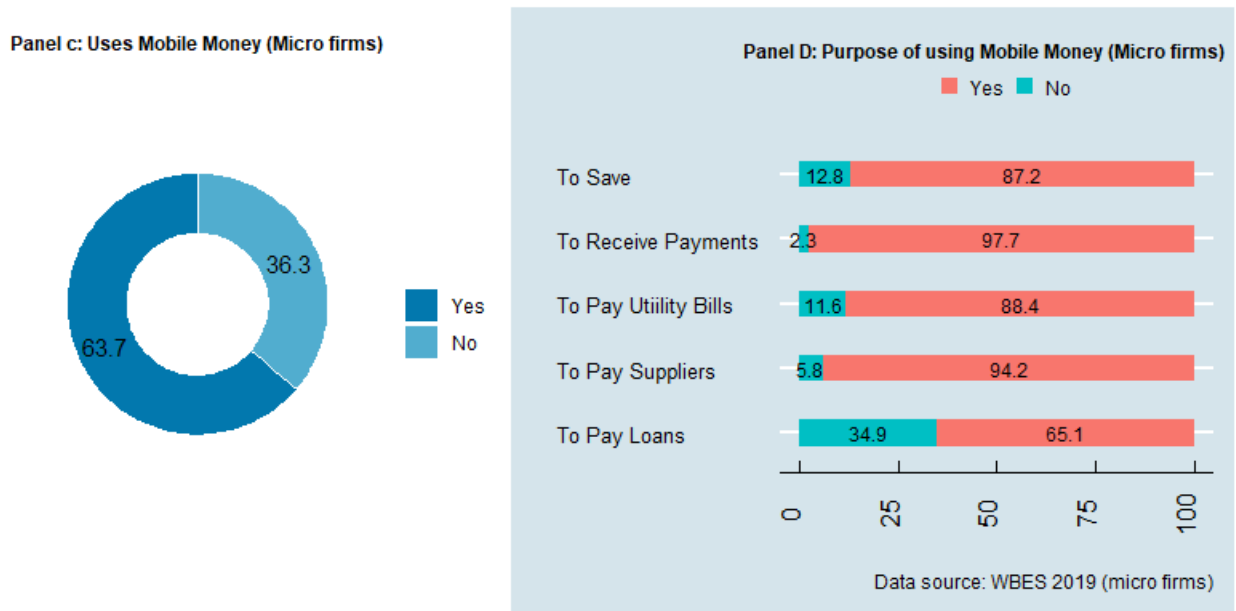 Panel c: Uses Mobile Money (Micro firms)
36.3
63.7
Yes
No
Panel D: Purpose of using Mobile Money (Micro firms)
Yes No
To Save 12.8 87.2
To Receive Payments 2.3 97.7
To Pay Utiility Bills 11.6 88.4
To Pay Suppliers 5.8 94.2
To Pay Loans 34.9 65.1
0 25 50 75 100
Data source: WBES 2019 (micro firms)